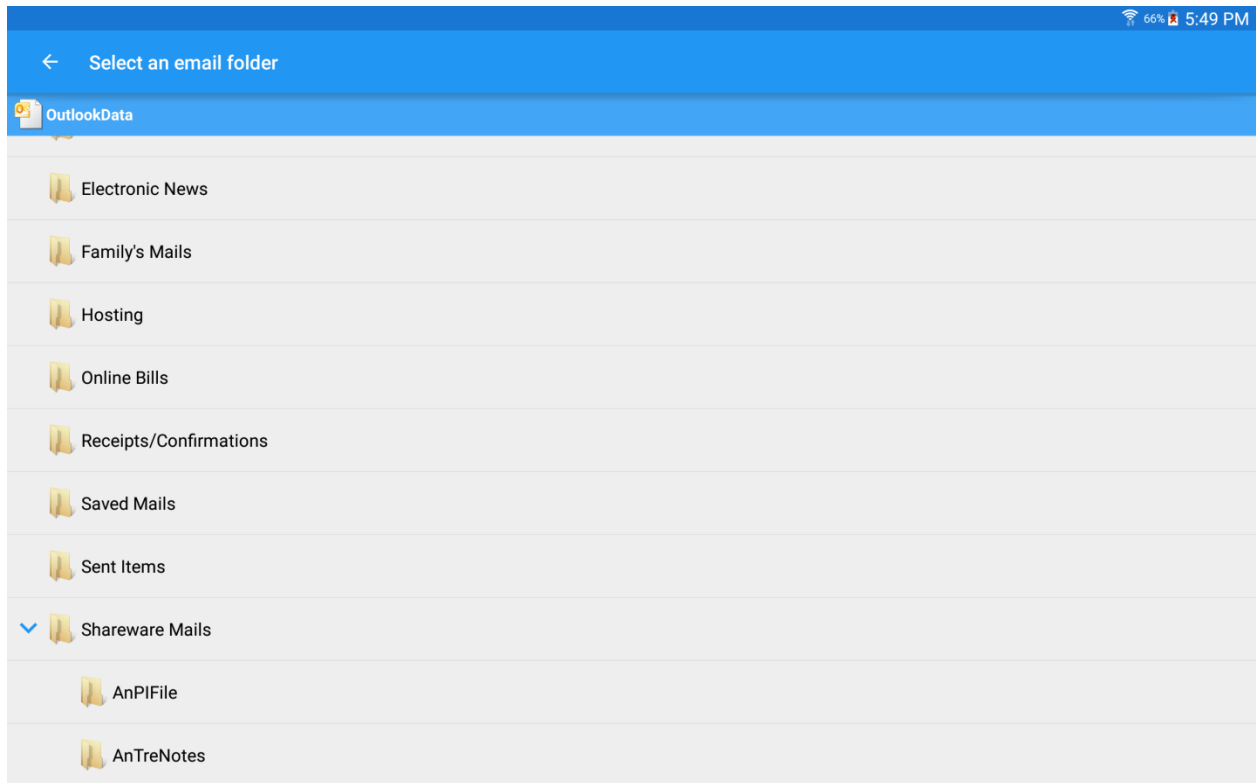 66% 5:49 PM
Select an email folder
OutlookData
Electronic News
Family's Mails
Hosting
Online Bills
Receipts/Confirmations
Saved Mails
Sent Items
Shareware Mails
AnPIFile
AnTreNotes